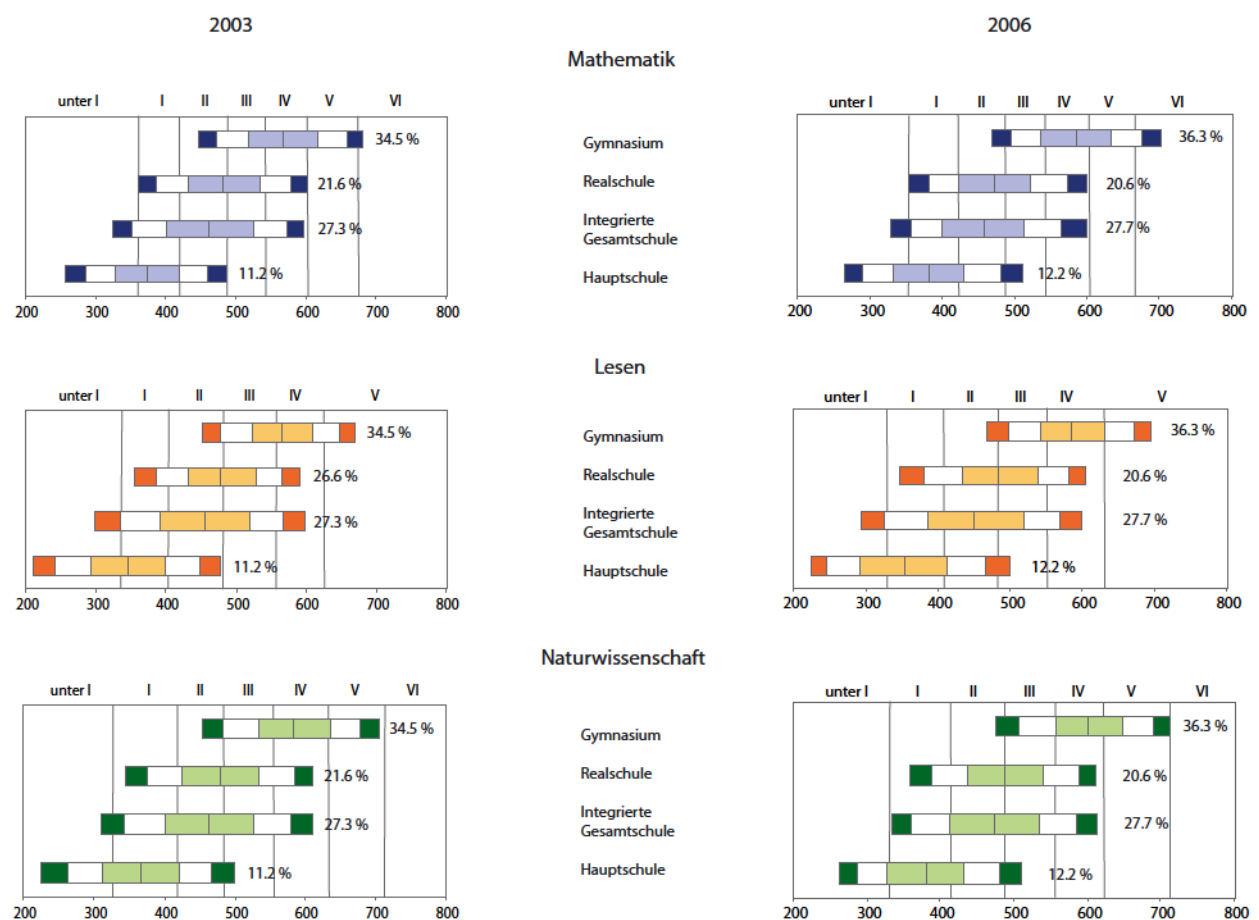 2003
2006
Mathematik
unter I I II III IV V VI
34.5 %
21.6 %
27.3 %
11.2 %
200 300 400 500 600 700 800
Gymnasium
Realschule
Integrierte
Gesamtschule
Hauptschule
unter I I II III IV V VI
36.3 %
20.6 %
27.7 %
12.2 %
200 300 400 500 600 700 800
Lesen
unter I I II III IV V
34.5 %
26.6 %
27.3 %
11.2 %
200 300 400 500 600 700 800
Gymnasium
Realschule
Integrierte
Gesamtschule
Hauptschule
unter I I II III IV V
36.3 %
20.6 %
27.7 %
12.2 %
200 300 400 500 600 700 800
Naturwissenschaft
unter I I II III IV V VI
34.5 %
21.6 %
27.3 %
11.2 %
200 300 400 500 600 700 800
Gymnasium
Realschule
Integrierte
Gesamtschule
Hauptschule
unter I I II III IV V VI
36.3 %
20.6 %
27.7 %
12.2 %
200 300 400 500 600 700 800